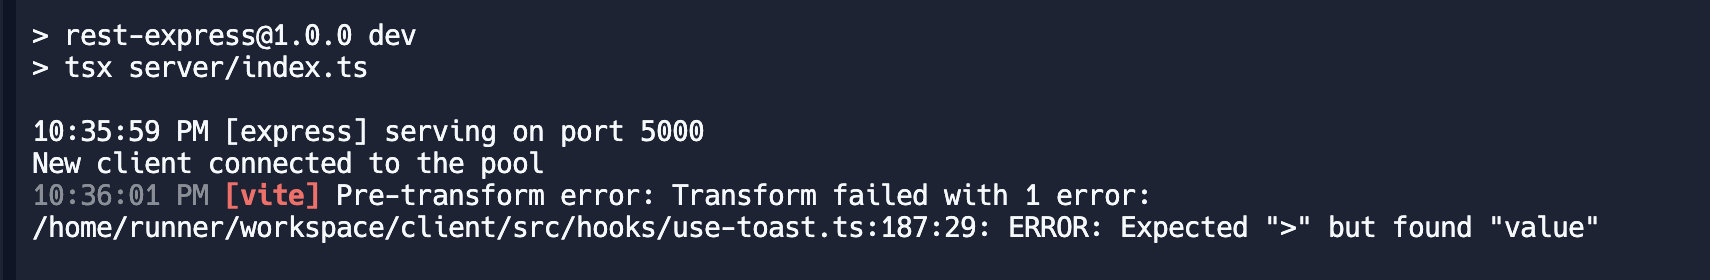 > rest-express@1.0.0 dev
> tsx server/index.ts
10:35:59 PM [express] serving on port 5000
New client connected to the pool
10:36:01 PM [vite] Pre-transform error: Transform failed with 1 error:
/home/runner/workspace/client/src/hooks/use-toast.ts:187:29: ERROR: Expected ">" but found "value"